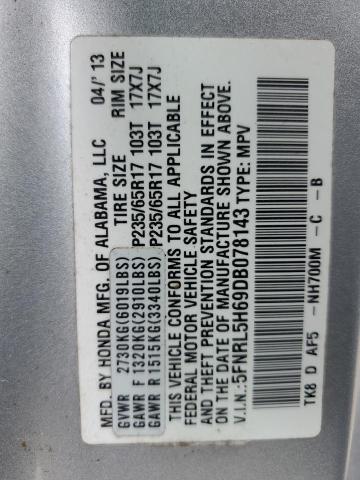 MFD. BY HONDA MFG. OF ALABAMA, LLC 04/'13
TIRE SIZE RIM SIZE
GVWR 2730KG(6019LBS)
GAWR F 1320KG(2910LBS) P235/65R17 103T 17X7J
GAWR R 1515KG(3340LBS) P235/65R17 103T 17X7J
THIS VEHICLE CONFORMS TO ALL APPLICABLE
FEDERAL MOTOR VEHICLE SAFETY
AND THEFT PREVENTION STANDARDS IN EFFECT
ON THE DATE OF MANUFACTURE SHOWN ABOVE.
V.I.N.:5FNRL5H69DB078143 TYPE: MPV
TK8 D AF5 -NH700M - C - B